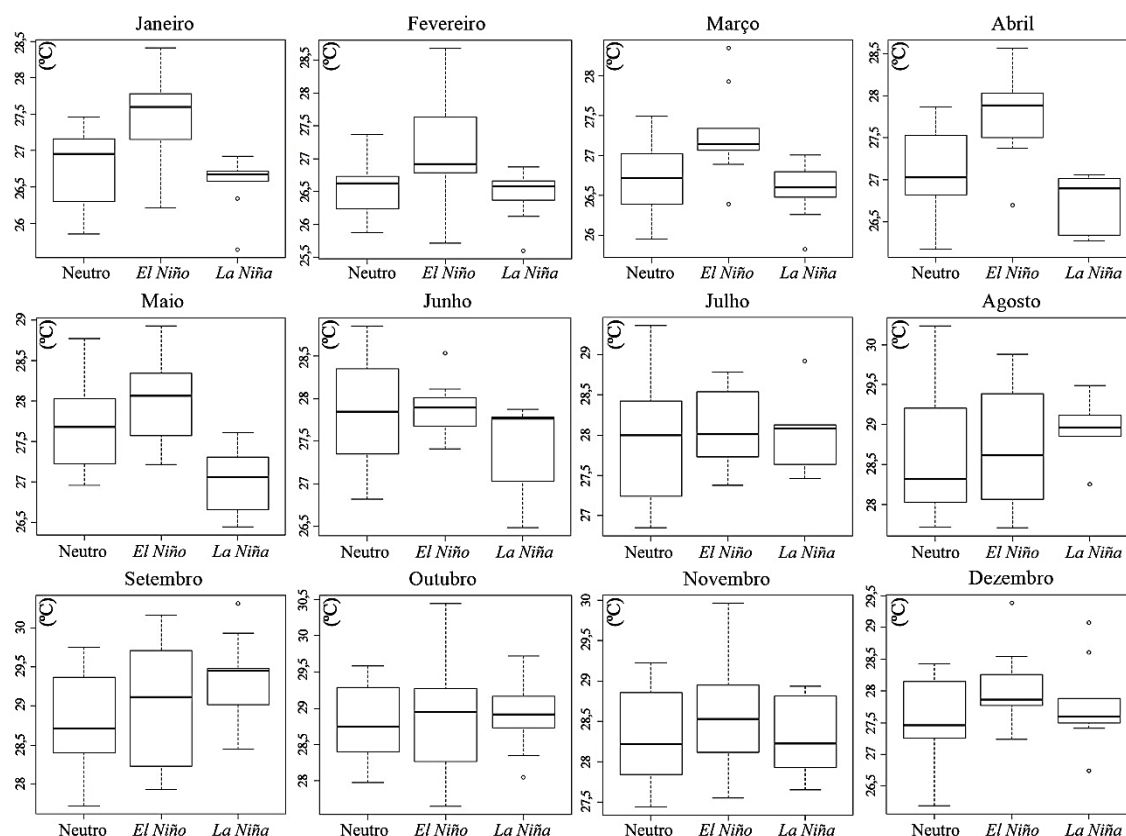 Janeiro
(ºC)
28,5
28
27,5
27
26,5
26
Neutro El Niño La Niña
Fevereiro
(ºC)
28,5
28
27,5
27
26,5
26
25,5
Neutro El Niño La Niña
Março
(ºC)
28
27,5
27
26,5
26
Neutro El Niño La Niña
Abril
(ºC)
28,5
28
27,5
27
26,5
Neutro El Niño La Niña
Maio
(ºC)
29
28,5
28
27,5
27
26,5
Neutro El Niño La Niña
Junho
(ºC)
28,5
28
27,5
27
26,5
Neutro El Niño La Niña
Julho
(ºC)
29
28,5
28
27,5
27
Neutro El Niño La Niña
Agosto
(ºC)
30
29,5
29
28,5
28
Neutro El Niño La Niña
Setembro
(ºC)
30
29,5
29
28,5
28
Neutro El Niño La Niña
Outubro
(ºC)
30,5
30
29,5
29
28,5
28
Neutro El Niño La Niña
Novembro
(ºC)
30
29,5
29
28,5
28
27,5
Neutro El Niño La Niña
Dezembro
(ºC)
29,5
29
28,5
28
27,5
27
26,5
Neutro El Niño La Niña